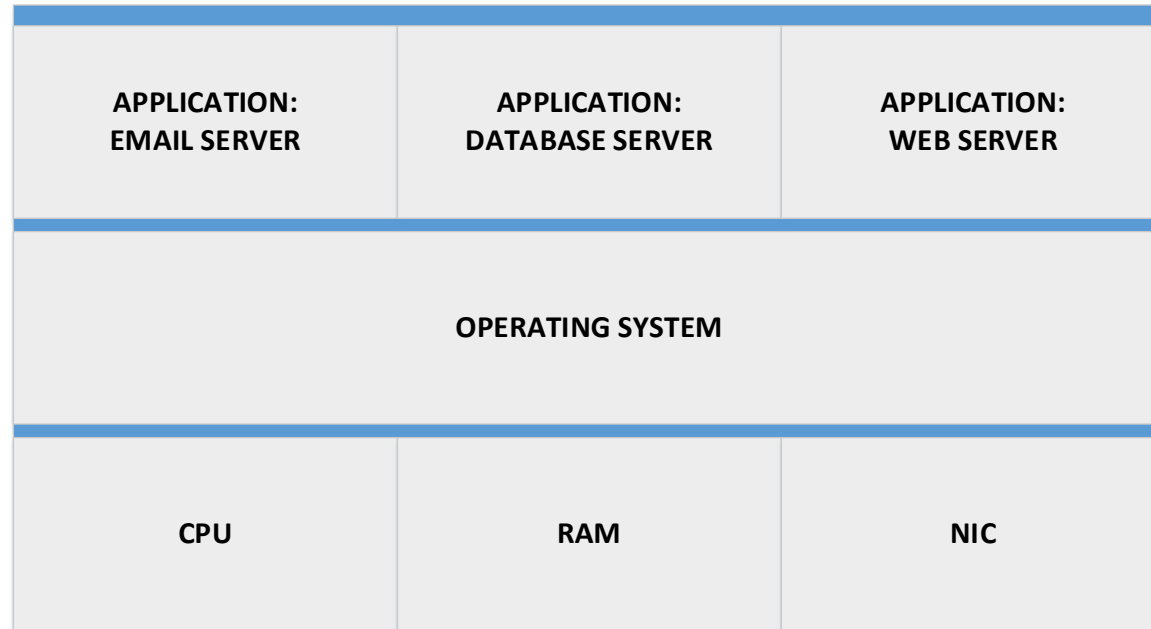 APPLICATION:
EMAIL SERVER
APPLICATION:
DATABASE SERVER
APPLICATION:
WEB SERVER
OPERATING SYSTEM
CPU
RAM
NIC